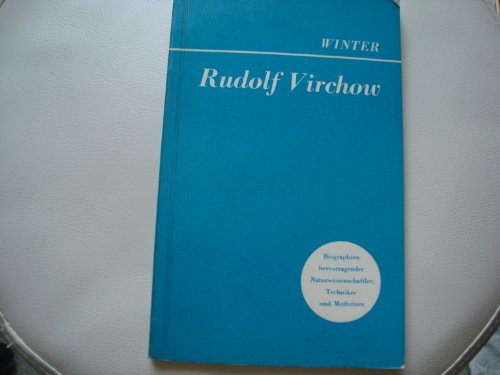 WINTER
Rudolf Virchow
Biographien
hervorragender
Naturwissenschaftler,
Techniker
und Mediziner